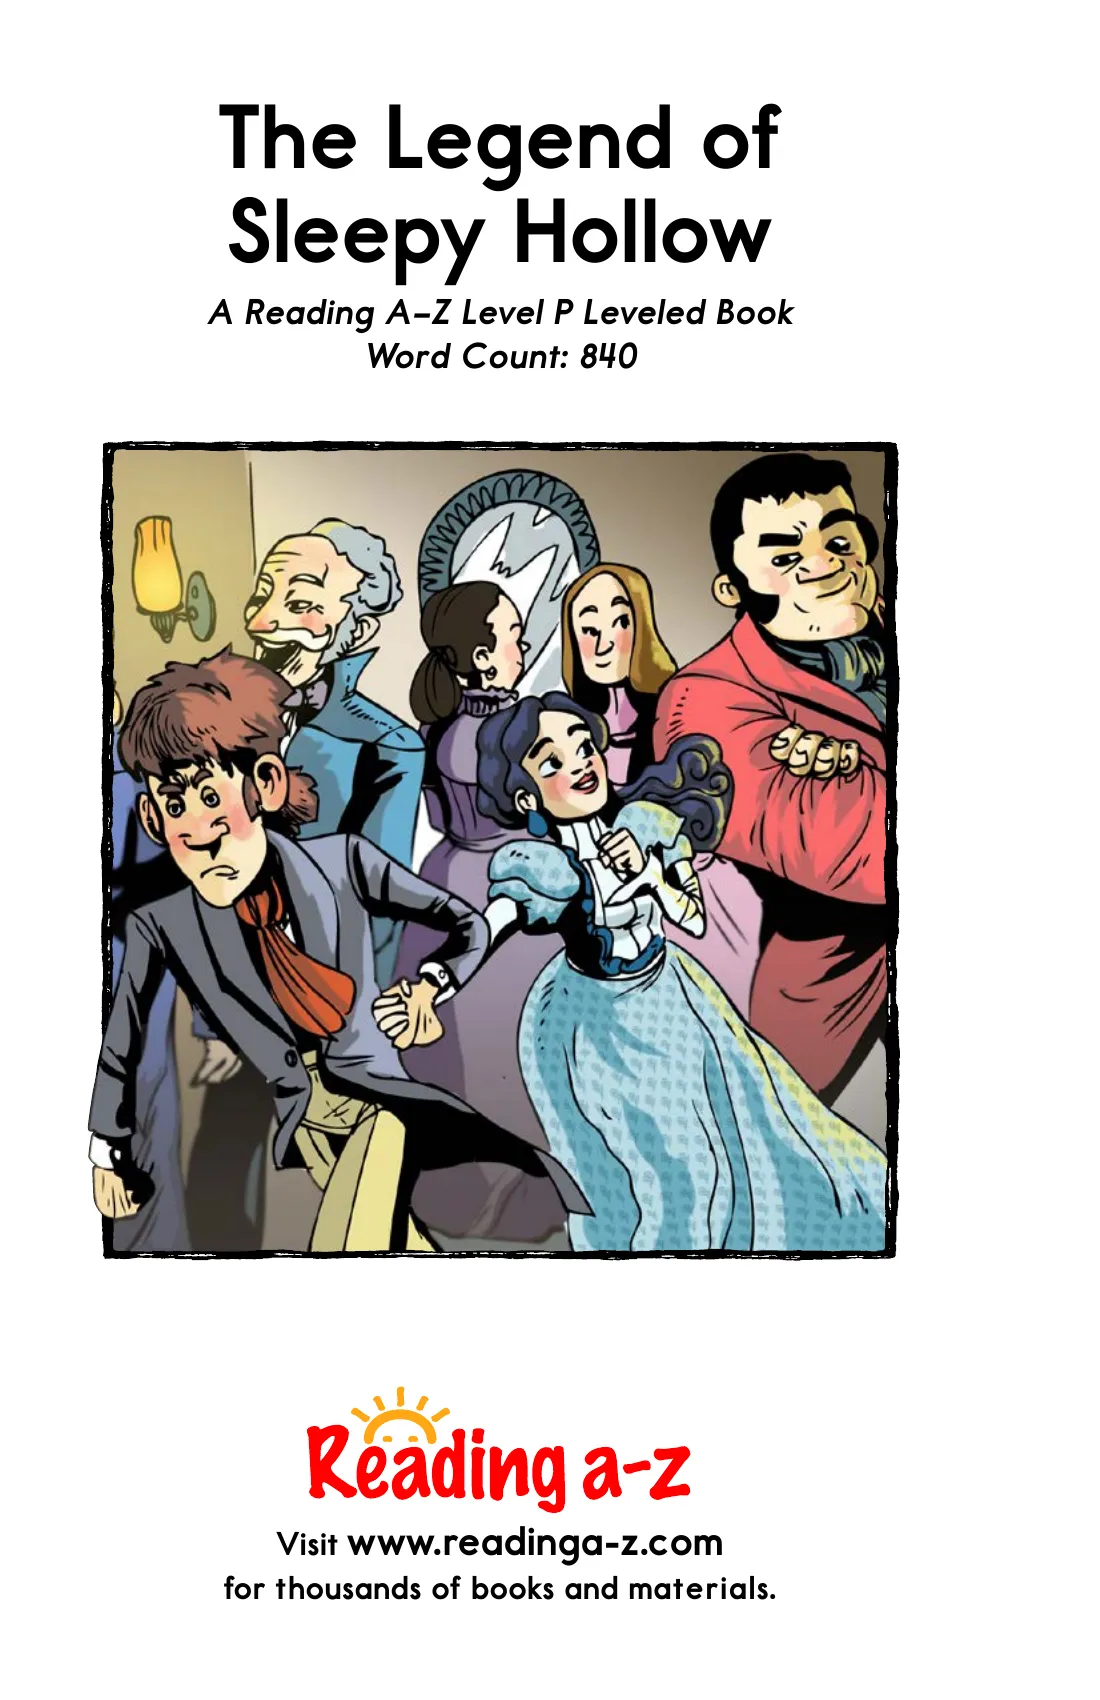 The Legend of
Sleepy Hollow
A Reading A–Z Level P Leveled Book
Word Count: 840
Reading a-z
Visit www.readinga-z.com
for thousands of books and materials.